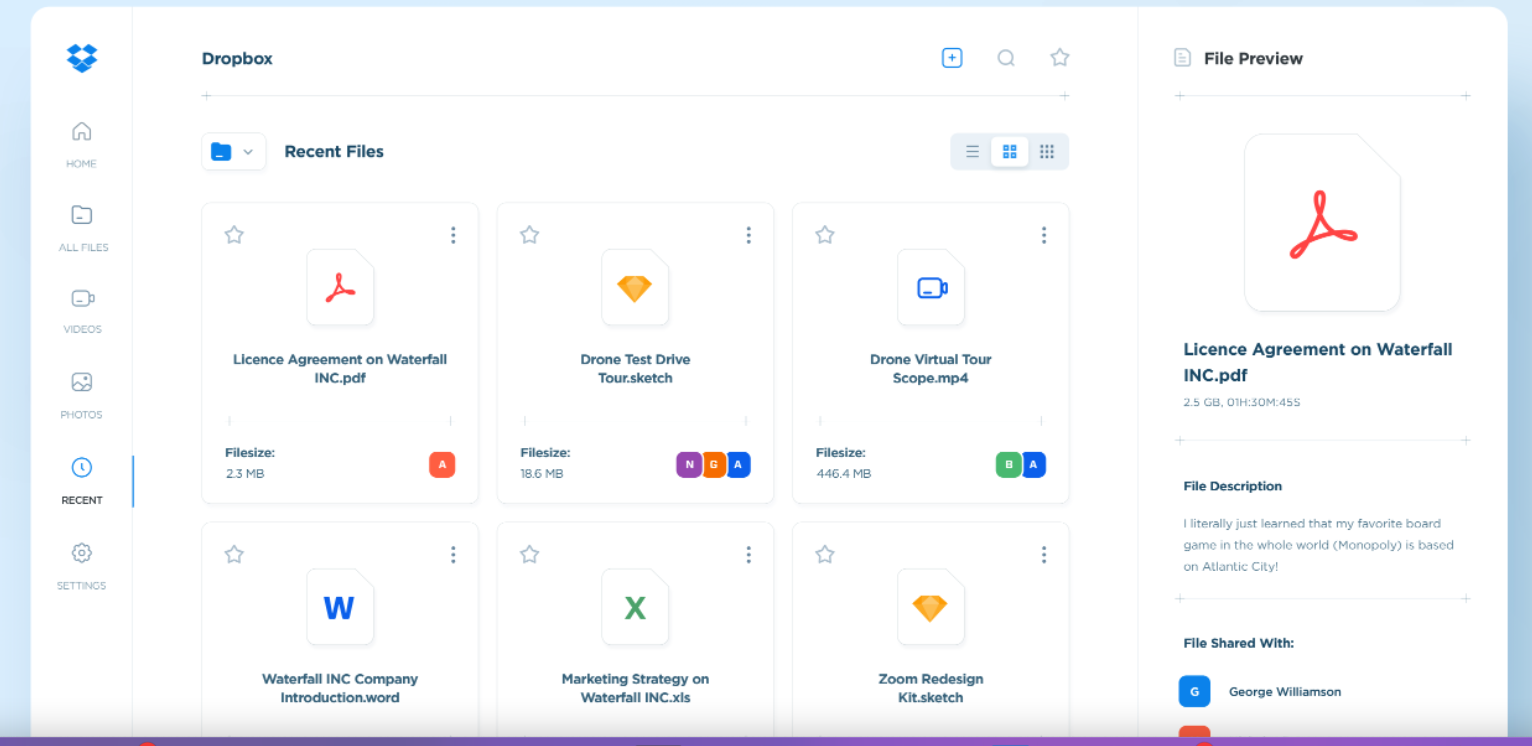 Dropbox
HOME
ALL FILES
VIDEOS
PHOTOS
RECENT
SETTINGS
Recent Files
Licence Agreement on Waterfall
INC.pdf
Filesize:
2.3 MB
A
Drone Test Drive
Tour.sketch
Filesize:
18.6 MB
N G A
Drone Virtual Tour
Scope.mp4
Filesize:
446.4 MB
B A
W
Waterfall INC Company
Introduction.word
X
Marketing Strategy on
Waterfall INC.xls
Zoom Redesign
Kit.sketch
File Preview
Licence Agreement on Waterfall
INC.pdf
2.5 GB, 01H:30M:45S
File Description
I literally just learned that my favorite board
game in the whole world (Monopoly) is based
on Atlantic City!
File Shared With:
G George Williamson